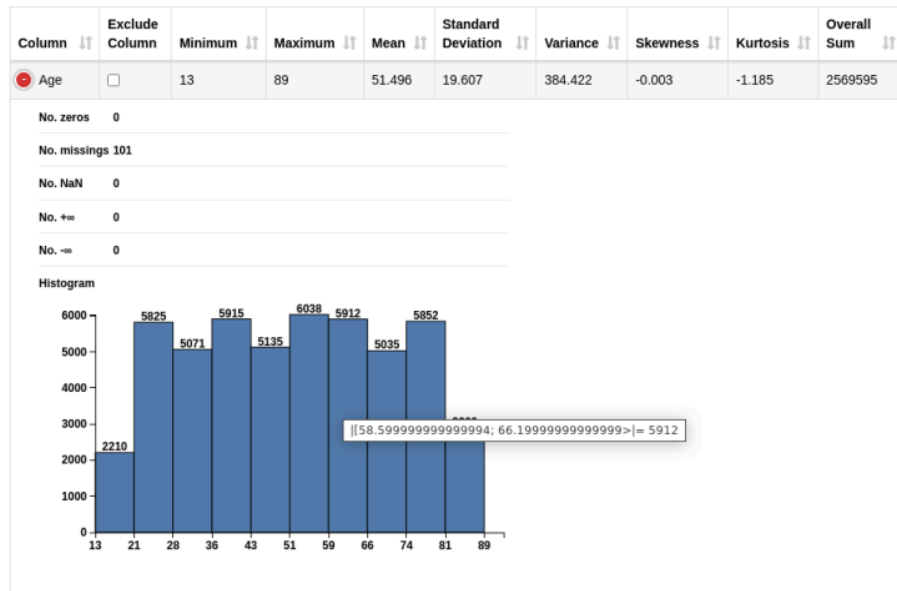 Column Exclude Column Minimum Maximum Mean Standard Deviation Variance Skewness Kurtosis Overall Sum
- Age 13 89 51.496 19.607 384.422 -0.003 -1.185 2569595
No. zeros 0
No. missings 101
No. NaN 0
No. +∞ 0
No. -∞ 0
Histogram
6000
5000
4000
3000
2000
1000
0
2210 5825 5071 5915 5135 6038 5912 5035 5852
|[58.599999999999994; 66.19999999999999>|= 5912
13 21 28 36 43 51 59 66 74 81 89